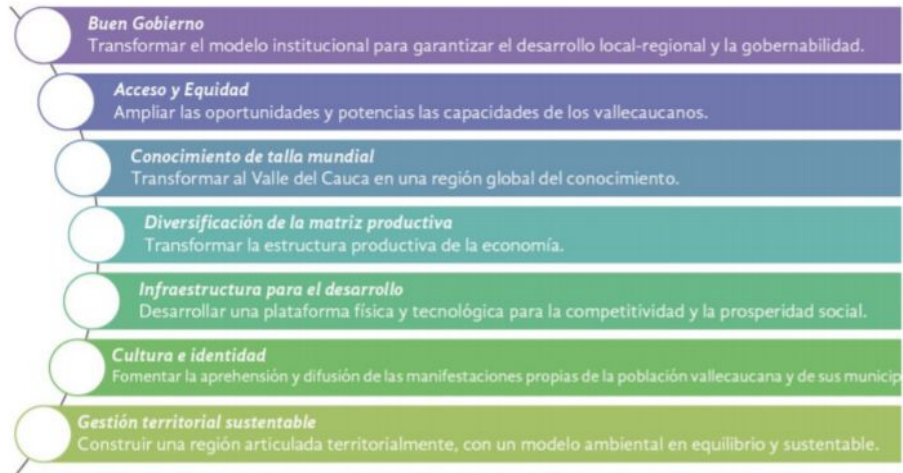 Buen Gobierno
Transformar el modelo institucional para garantizar el desarrollo local-regional y la gobernabilidad.
Acceso y Equidad
Ampliar las oportunidades y potencias las capacidades de los vallecaucanos.
Conocimiento de talla mundial
Transformar al Valle del Cauca en una región global del conocimiento.
Diversificación de la matriz productiva
Transformar la estructura productiva de la economía.
Infraestructura para el desarrollo
Desarrollar una plataforma física y tecnológica para la competitividad y la prosperidad social.
Cultura e identidad
Fomentar la aprehensión y difusión de las manifestaciones propias de la población vallecaucana y de sus municip
Gestión territorial sustentable
Construir una región articulada territorialmente, con un modelo ambiental en equilibrio y sustentable.